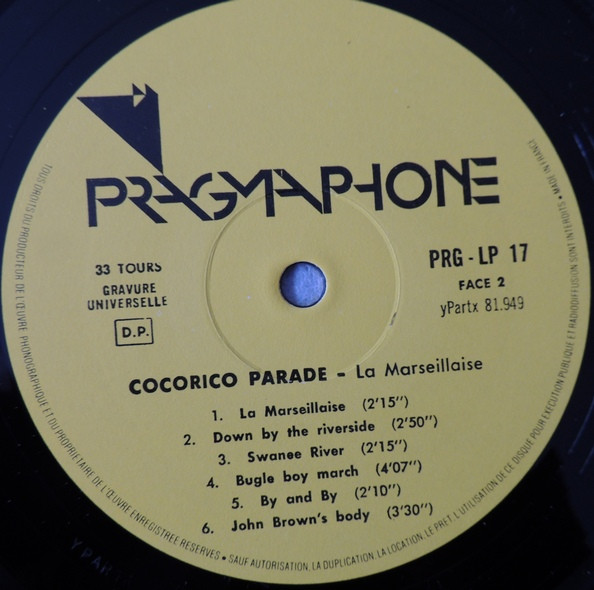 PRAGMAPHONE
33 TOURS
GRAVURE
UNIVERSELLE
D.P.
PRG - LP 17
FACE 2
yPartx 81.949
COCORICO PARADE - La Marseillaise
1. La Marseillaise (2'15")
2. Down by the riverside (2'50")
3. Swanee River (2'15")
4. Bugle boy march (4'07")
5. By and By (2'10")
6. John Brown's body (3'30")
TOUS DROITS DU PRODUCTEUR DE L'ŒUVRE PHONOGRAPHIQUE ET DU PROPRIETAIRE DE L'ŒUVRE ENREGISTREE RESERVES • SAUF AUTORISATION, LA DUPLICATION, LA LOCATION, LE PRET, L'UTILISATION DE CE DISQUE POUR EXECUTION PUBLIQUE ET RADIODIFFUSION SONT INTERDITS • MADE IN FRANCE
YPAR